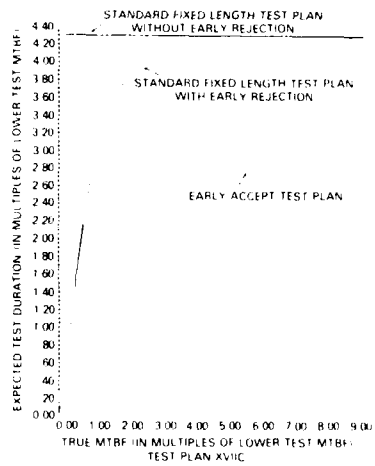 STANDARD FIXED LENGTH TEST PLAN
WITHOUT EARLY REJECTION
4 40
4 20
4 00
3 80
3 60
3 40
3 20
3 00
2 80
2 60
2 40
2 20
2 00
1 80
1 60
1 40
1 20
1 00
80
60
40
20
0 00
EXPECTED TEST DURATION (IN MULTIPLES OF LOWER TEST MTBF)
STANDARD FIXED LENGTH TEST PLAN
WITH EARLY REJECTION
EARLY ACCEPT TEST PLAN
0 00 1 00 2 00 3 00 4 00 5 00 6 00 7 00 8 00 9 00
TRUE MTBF (IN MULTIPLES OF LOWER TEST MTBF)
TEST PLAN XVIIC